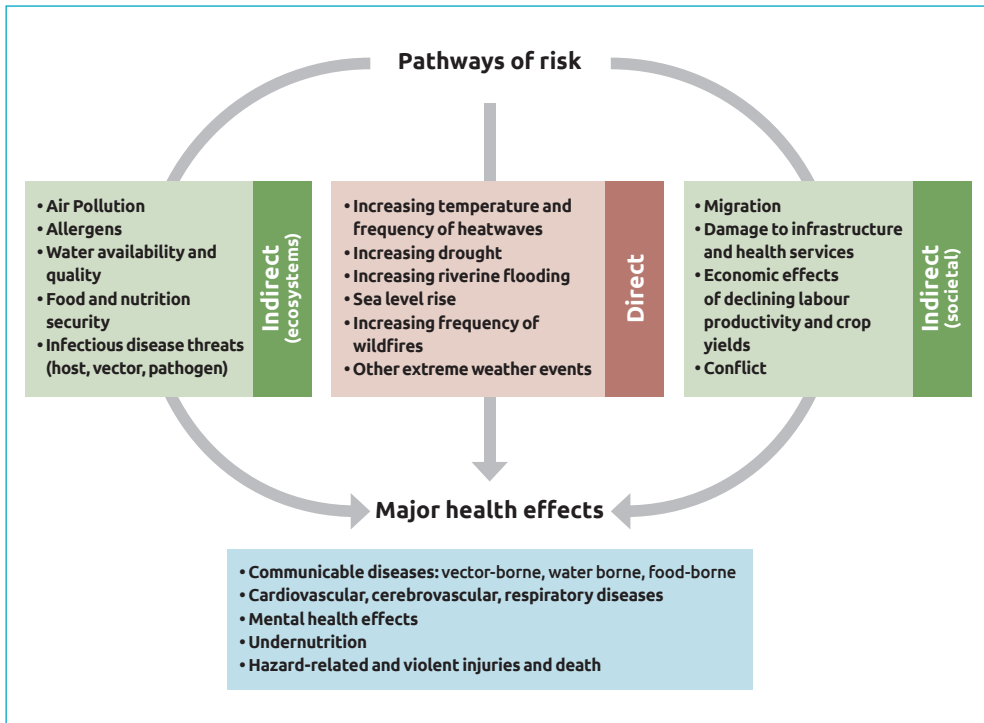 Pathways of risk
• Air Pollution
• Allergens
• Water availability and
quality
• Food and nutrition
security
• Infectious disease threats
(host, vector, pathogen)
Indirect
(ecosystems)
• Increasing temperature and
frequency of heatwaves
• Increasing drought
• Increasing riverine flooding
• Sea level rise
• Increasing frequency of
wildfires
• Other extreme weather events
Direct
• Migration
• Damage to infrastructure
and health services
• Economic effects
of declining labour
productivity and crop
yields
• Conflict
Indirect
(societal)
Major health effects
• Communicable diseases: vector-borne, water borne, food-borne
• Cardiovascular, cerebrovascular, respiratory diseases
• Mental health effects
• Undernutrition
• Hazard-related and violent injuries and death